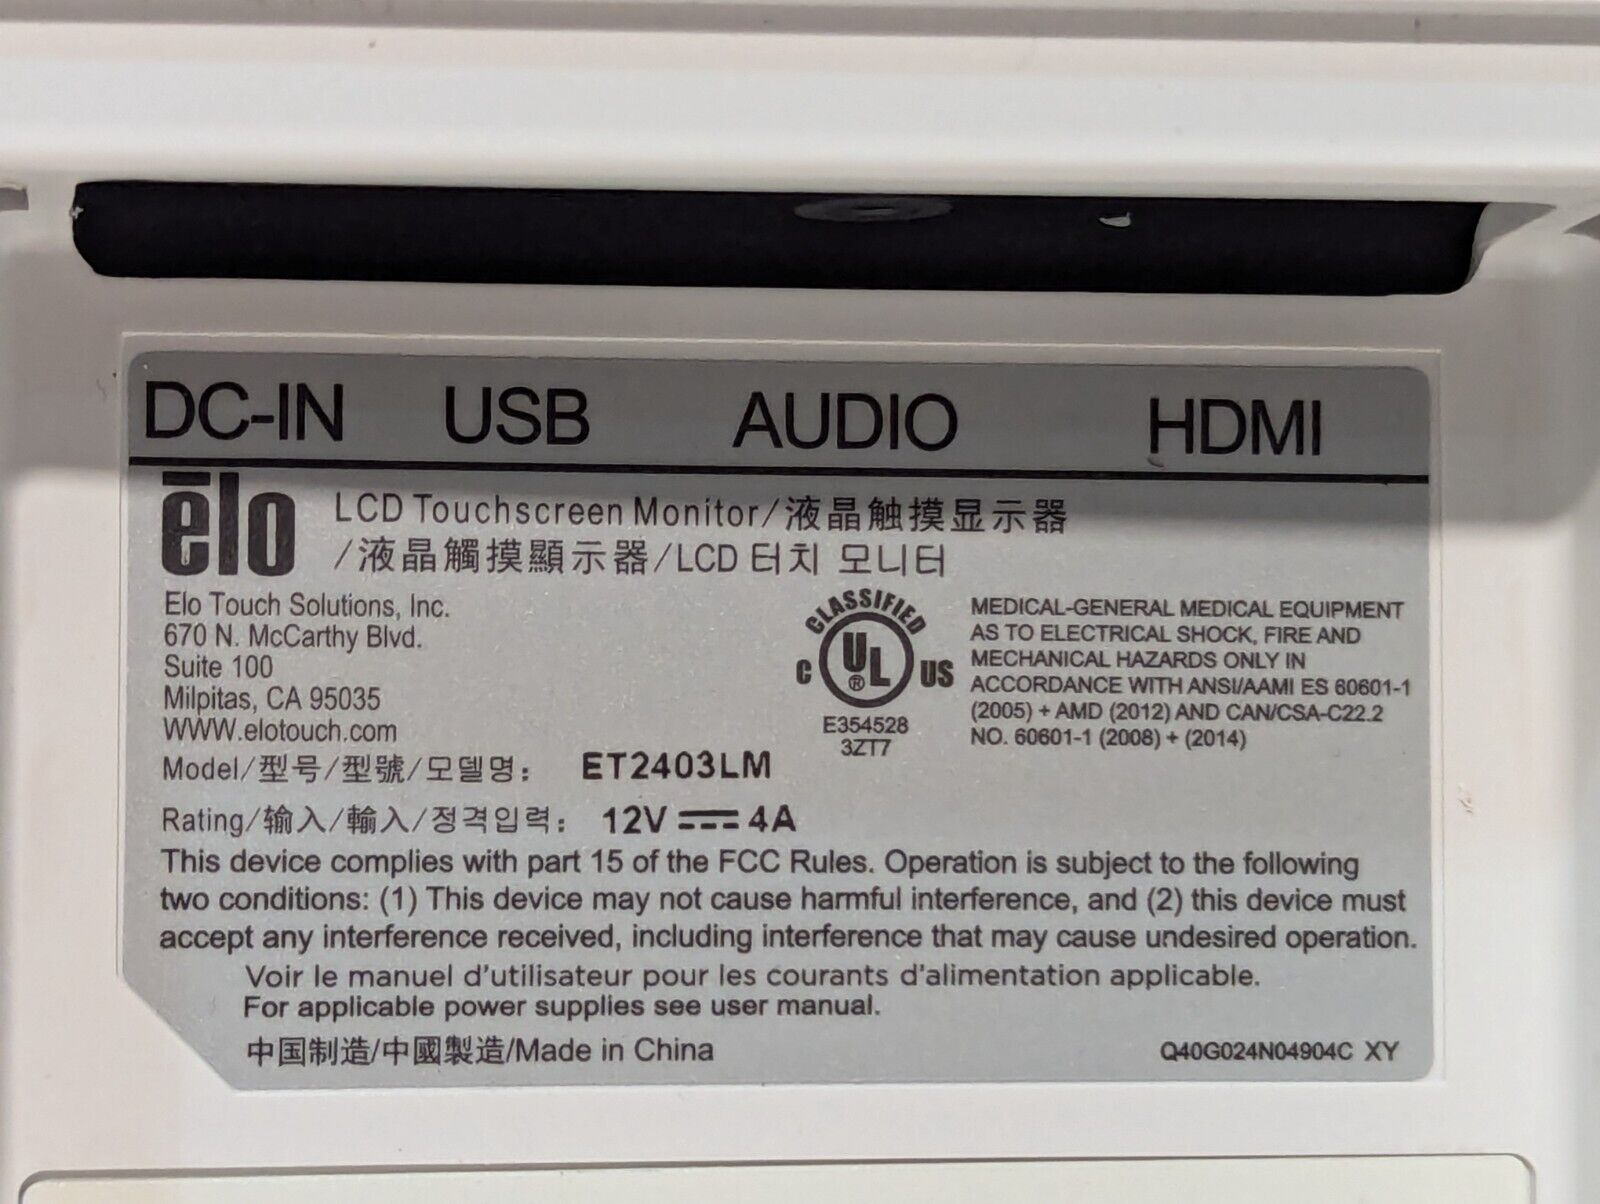 DC-IN USB AUDIO HDMI
elo
LCD Touchscreen Monitor/液晶触摸显示器
/液晶觸摸顯示器/LCD 터치 모니터
Elo Touch Solutions, Inc.
670 N. McCarthy Blvd.
Suite 100
Milpitas, CA 95035
WWW.elotouch.com
CLASSIFIED
C UL® US
E354528
3ZT7
MEDICAL-GENERAL MEDICAL EQUIPMENT
AS TO ELECTRICAL SHOCK, FIRE AND
MECHANICAL HAZARDS ONLY IN
ACCORDANCE WITH ANSI/AAMI ES 60601-1
(2005) + AMD (2012) AND CAN/CSA-C22.2
NO. 60601-1 (2008) + (2014)
Model/型号/型號/모델명: ET2403LM
Rating/输入/輸入/정격입력: 12V ⎓ 4A
This device complies with part 15 of the FCC Rules. Operation is subject to the following
two conditions: (1) This device may not cause harmful interference, and (2) this device must
accept any interference received, including interference that may cause undesired operation.
Voir le manuel d'utilisateur pour les courants d'alimentation applicable.
For applicable power supplies see user manual.
中国制造/中國製造/Made in China
Q40G024N04904C XY